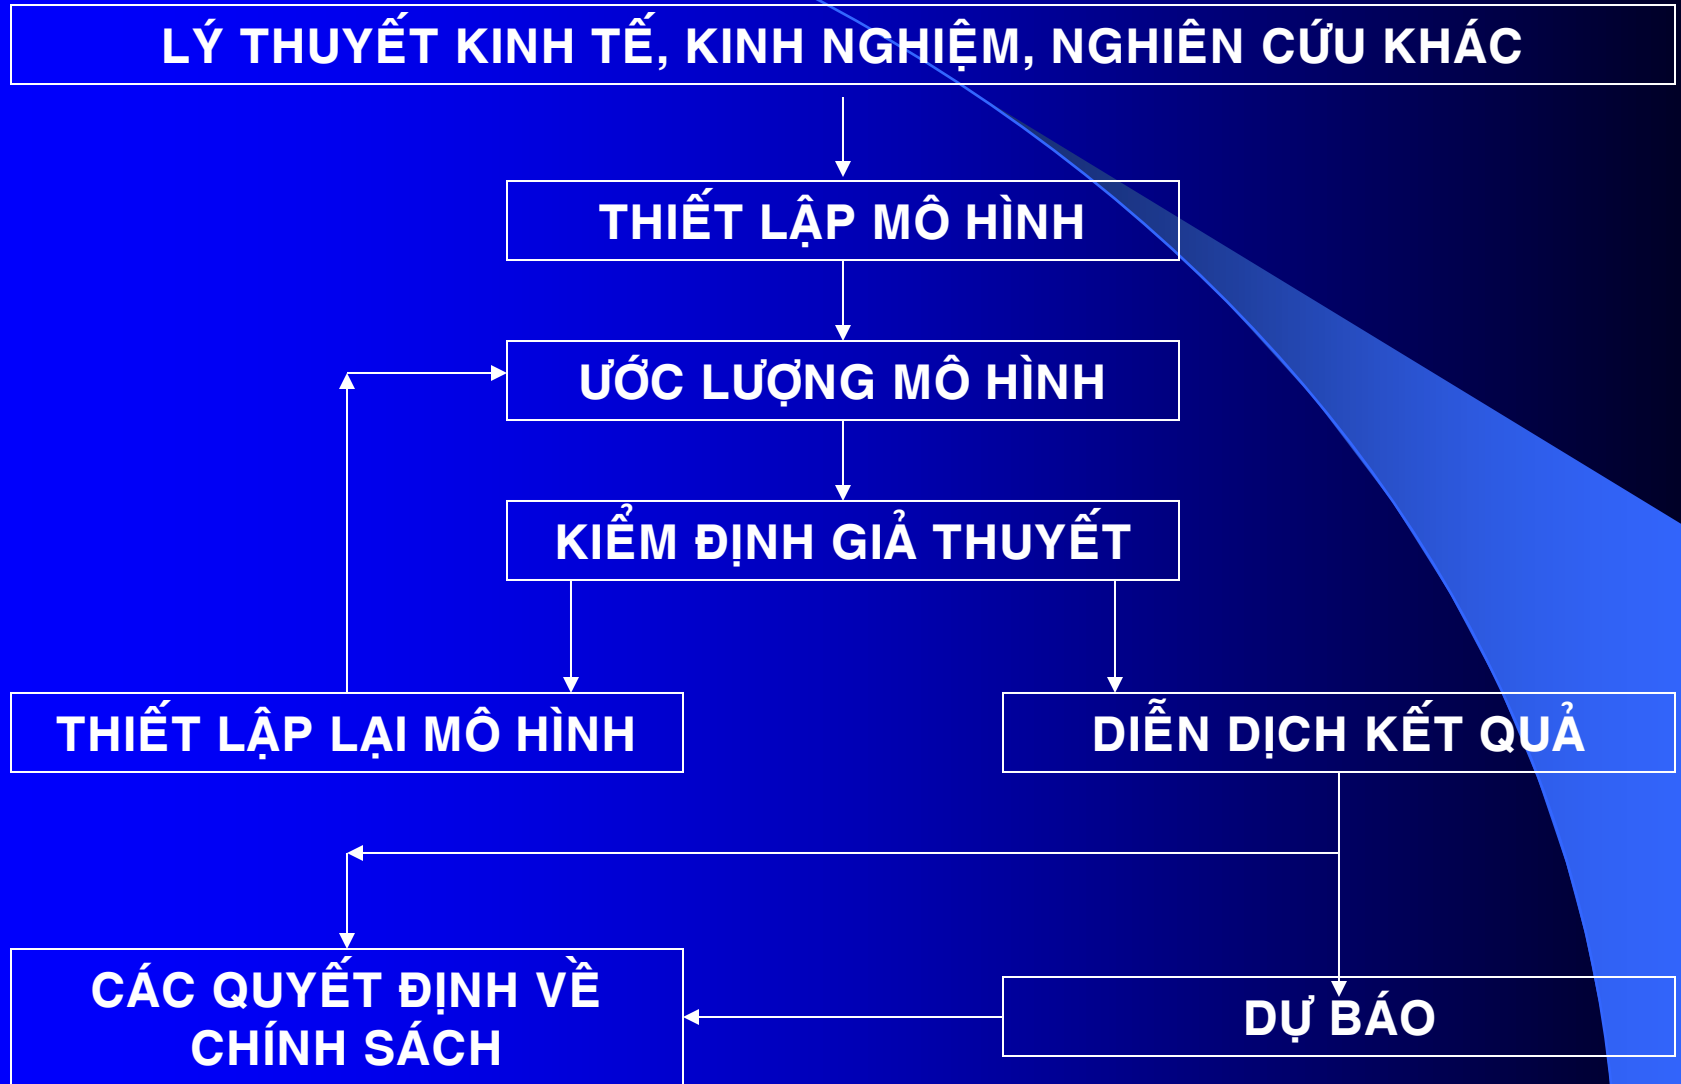 LÝ THUYẾT KINH TẾ, KINH NGHIỆM, NGHIÊN CỨU KHÁC
THIẾT LẬP MÔ HÌNH
ƯỚC LƯỢNG MÔ HÌNH
KIỂM ĐỊNH GIẢ THUYẾT
THIẾT LẬP LẠI MÔ HÌNH
DIỄN DỊCH KẾT QUẢ
CÁC QUYẾT ĐỊNH VỀ
CHÍNH SÁCH
DỰ BÁO